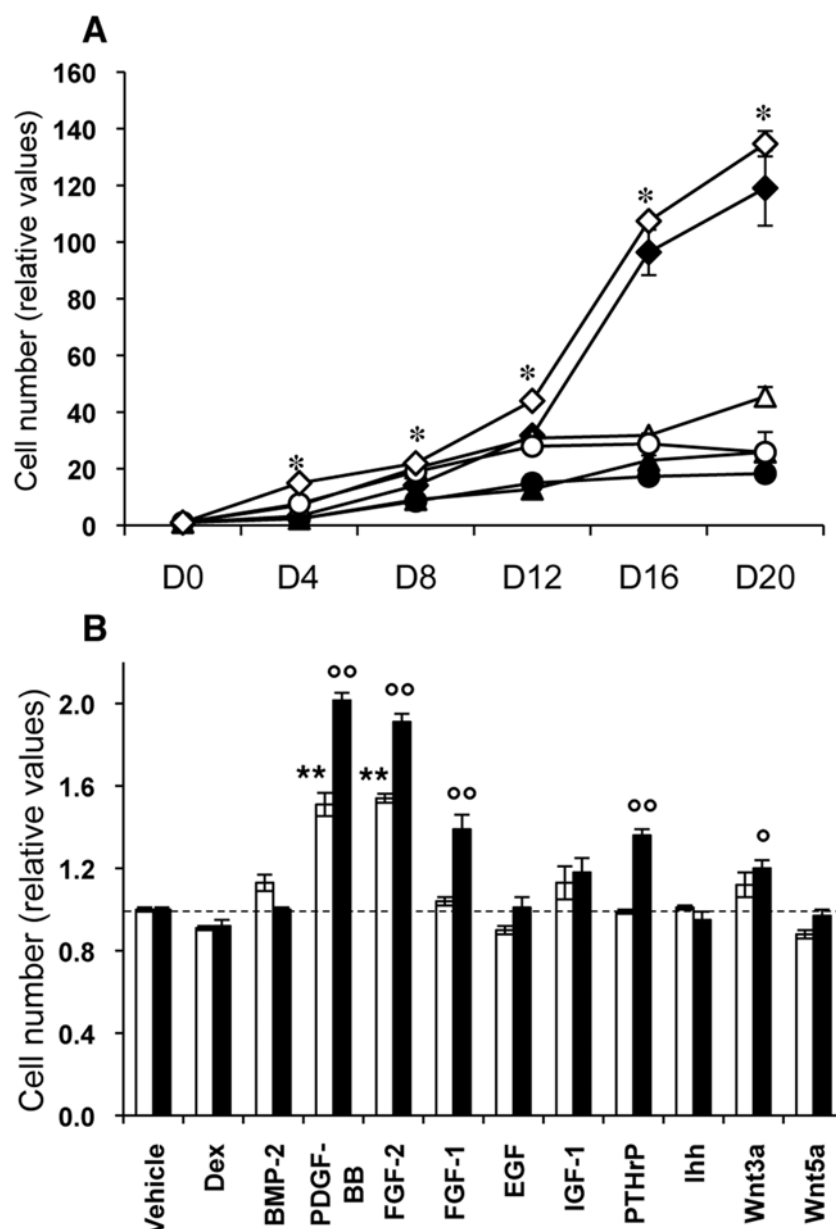 A
Cell number (relative values)
160
140
120
100
80
60
40
20
0
*
*
*
*
*
D0 D4 D8 D12 D16 D20
B
Cell number (relative values)
2.0
1.6
1.2
0.8
0.4
0.0
**
°°
**
°°
°°
°°
°
Vehicle
Dex
BMP-2
PDGF-
BB
FGF-2
FGF-1
EGF
IGF-1
PTHrP
Ihh
Wnt3a
Wnt5a